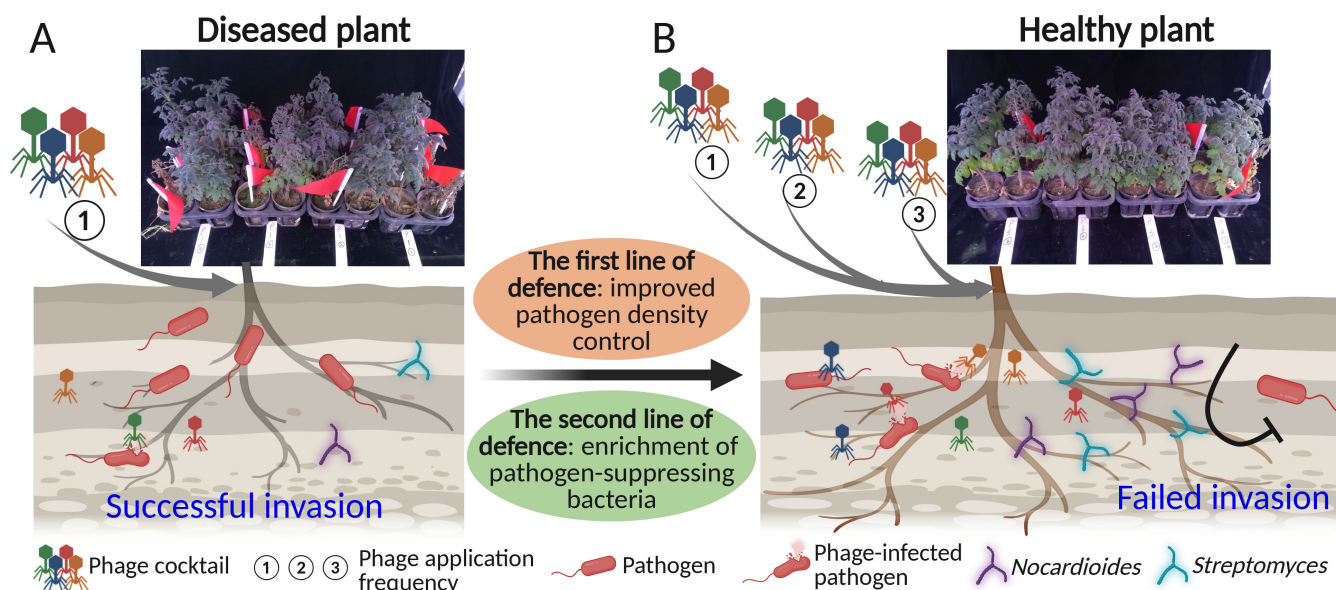 A
Diseased plant
1
Successful invasion
The first line of
defence: improved
pathogen density
control
The second line of
defence: enrichment of
pathogen-suppressing
bacteria
B
Healthy plant
1
2
3
Failed invasion
Phage cocktail
1 2 3
Phage application
frequency
Pathogen
Phage-infected
pathogen
Nocardioides
Streptomyces